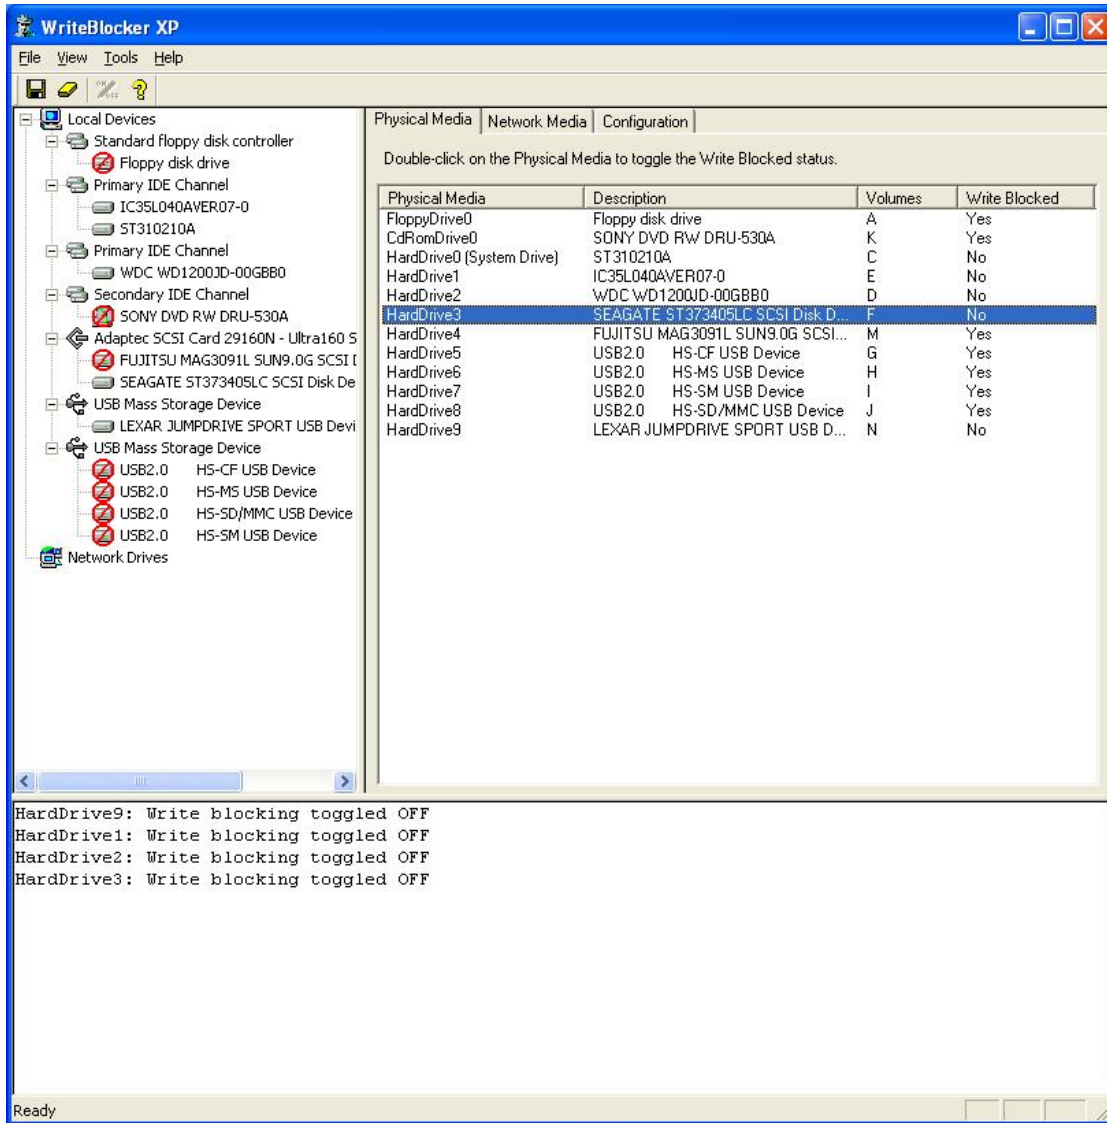 WriteBlocker XP
File View Tools Help
Local Devices
Standard floppy disk controller
Floppy disk drive
Primary IDE Channel
IC35L040AVER07-0
ST310210A
Primary IDE Channel
WDC WD1200JD-00GBB0
Secondary IDE Channel
SONY DVD RW DRU-530A
Adaptec SCSI Card 29160N - Ultra160 S
FUJITSU MAG3091L SUN9.0G SCSI D
SEAGATE ST373405LC SCSI Disk De
USB Mass Storage Device
LEXAR JUMPDRIVE SPORT USB Devi
USB Mass Storage Device
USB2.0 HS-CF USB Device
USB2.0 HS-MS USB Device
USB2.0 HS-SD/MMC USB Device
USB2.0 HS-SM USB Device
Network Drives
Physical Media Network Media Configuration
Double-click on the Physical Media to toggle the Write Blocked status.
Physical Media Description Volumes Write Blocked
FloppyDrive0 Floppy disk drive A Yes
CdRomDrive0 SONY DVD RW DRU-530A K Yes
HardDrive0 (System Drive) ST310210A C No
HardDrive1 IC35L040AVER07-0 E No
HardDrive2 WDC WD1200JD-00GBB0 D No
HardDrive3 SEAGATE ST373405LC SCSI Disk D... F No
HardDrive4 FUJITSU MAG3091L SUN9.0G SCSI... M Yes
HardDrive5 USB2.0 HS-CF USB Device G Yes
HardDrive6 USB2.0 HS-MS USB Device H Yes
HardDrive7 USB2.0 HS-SM USB Device I Yes
HardDrive8 USB2.0 HS-SD/MMC USB Device J Yes
HardDrive9 LEXAR JUMPDRIVE SPORT USB D... N No
HardDrive9: Write blocking toggled OFF
HardDrive1: Write blocking toggled OFF
HardDrive2: Write blocking toggled OFF
HardDrive3: Write blocking toggled OFF
Ready